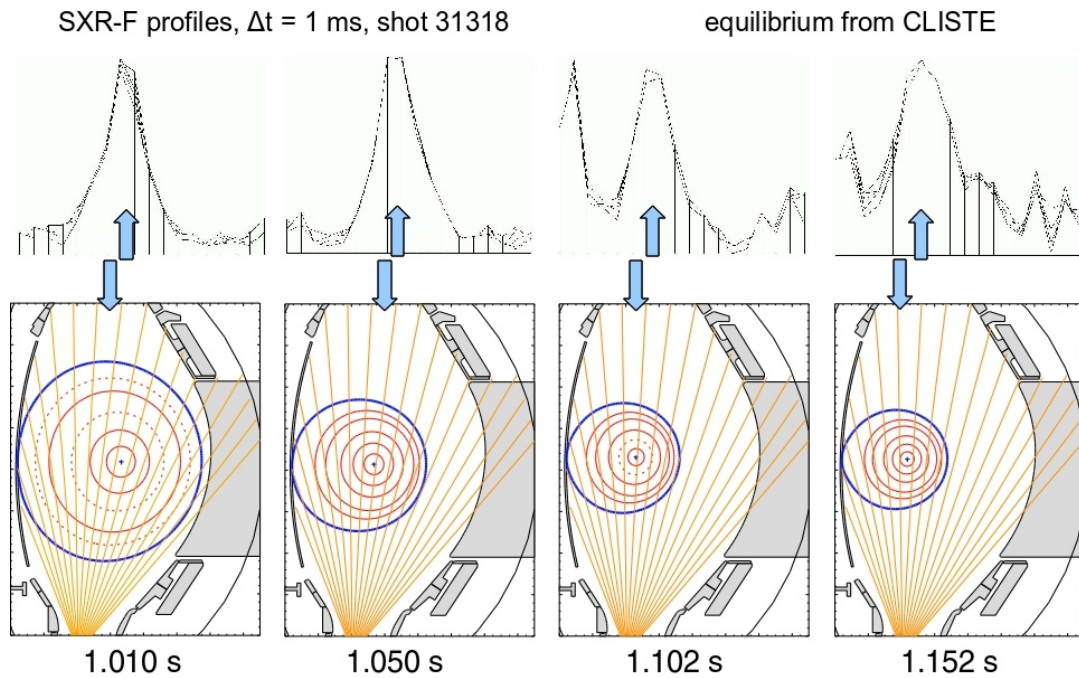 SXR-F profiles, Δt = 1 ms, shot 31318
equilibrium from CLISTE
1.010 s
1.050 s
1.102 s
1.152 s